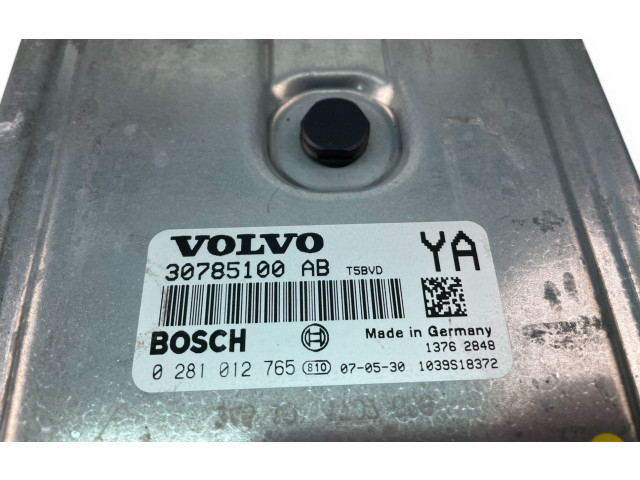 VOLVO YA
30785100 AB T5BVD
BOSCH Made in Germany
1376 2848
0 281 012 765 810 07-05-30 1039S18372